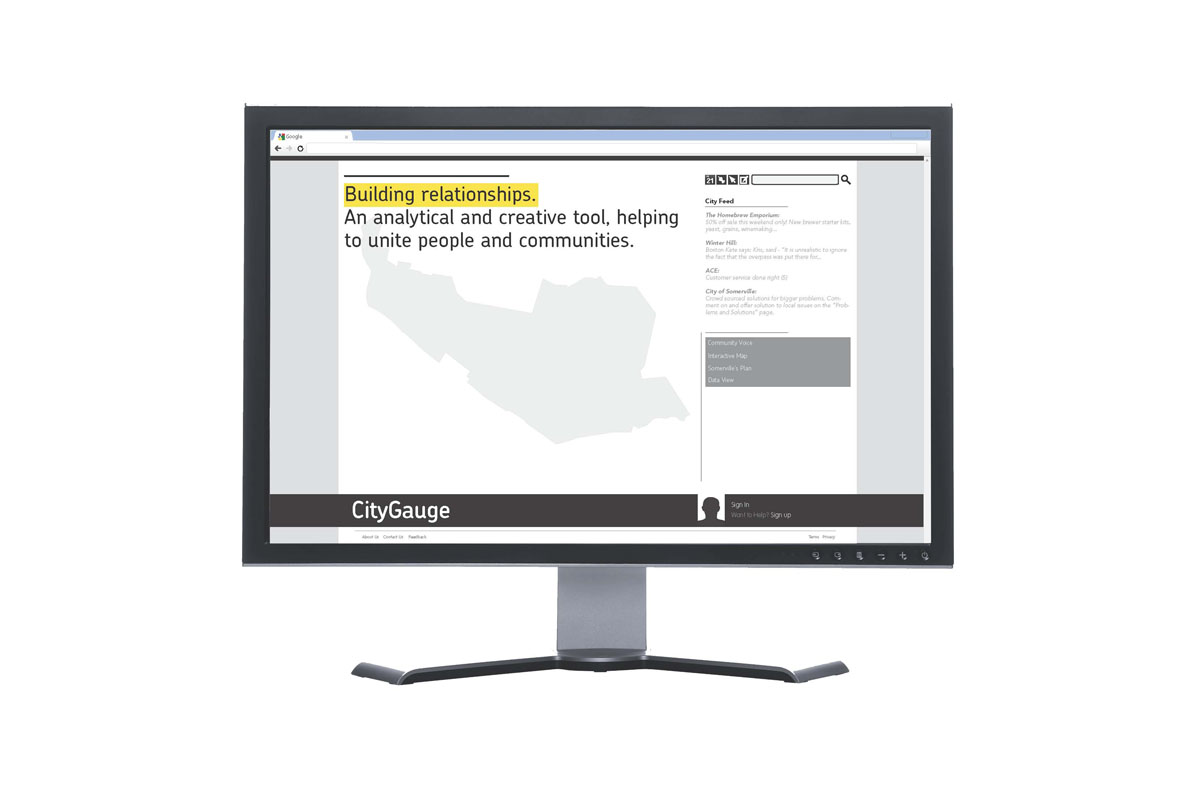 Google
Building relationships.
An analytical and creative tool, helping
to unite people and communities.
21
City Feed
The Homebrew Emporium:
50% off sale this weekend only! New brewer starter kits,
yeast, grains, winemaking...
Winter Hill:
Boston Kate says: Kits, said - "It is unrealistic to ignore
the fact that the overpass was put there for...
ACE:
Customer service done right (5)
City of Somerville:
Crowd sourced solutions for bigger problems. Com-
ment on and offer solution to local issues on the "Prob-
lems and Solutions" page.
Community Voice
Interactive Map
Somerville's Plan
Data View
CityGauge
Sign In
Want to Help? Sign up
About Us Contact Us Feedback
Terms Privacy